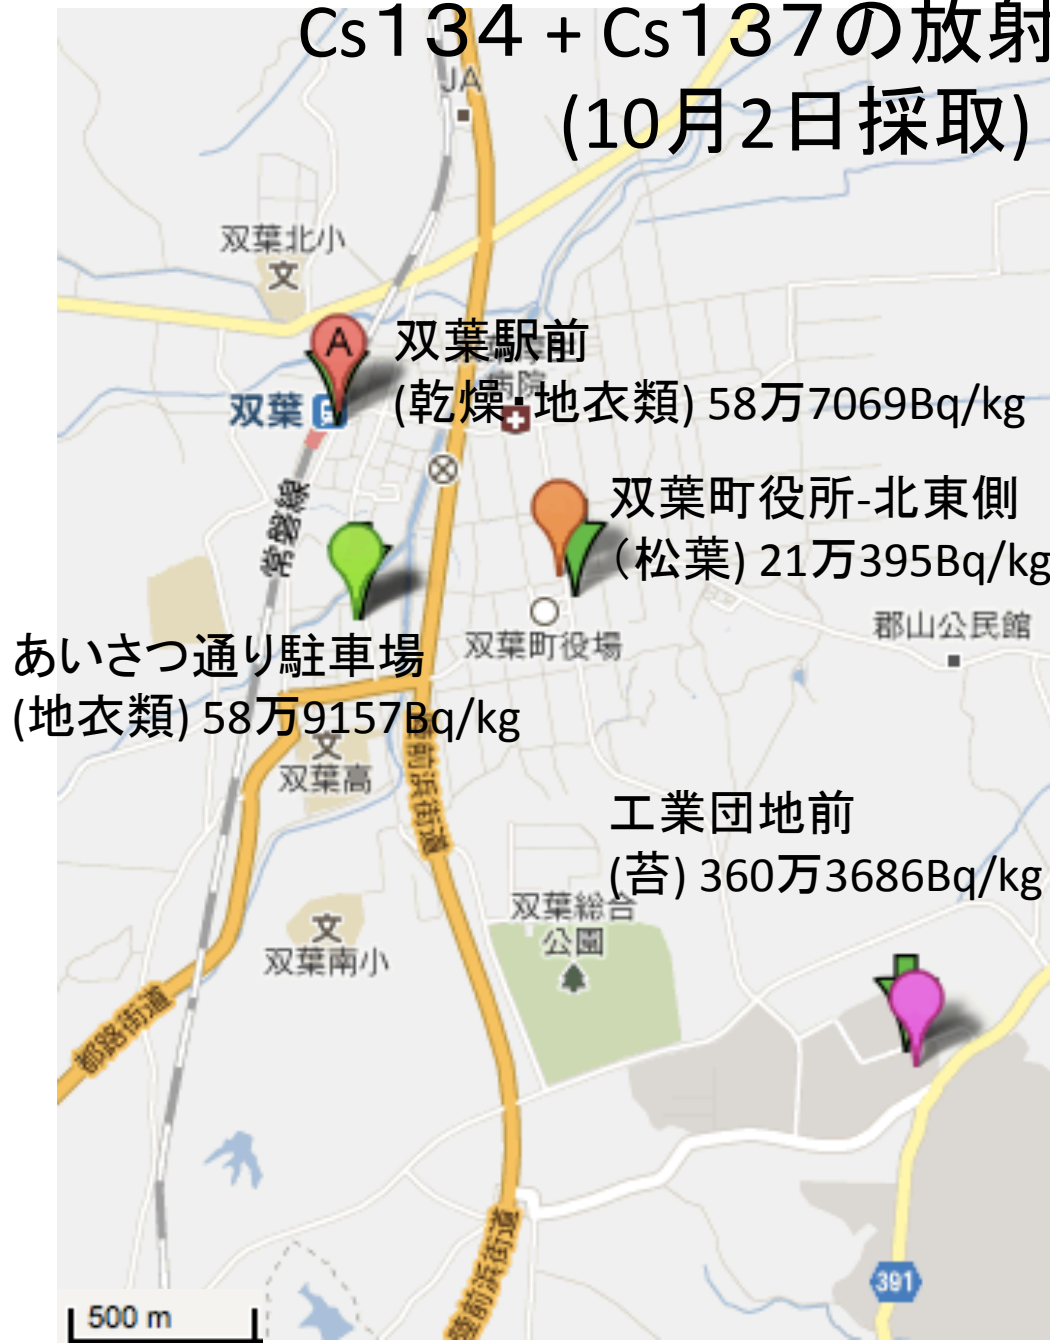 Cs134 + Cs137の放射
(10月2日採取)
JA
双葉北小
文
A
双葉駅前
病院
(乾燥・地衣類) 58万7069Bq/kg
双葉
常磐線
双葉町役所-北東側
（松葉) 21万395Bq/kg
双葉町役場
郡山公民館
あいさつ通り駐車場
(地衣類) 58万9157Bq/kg
文
双葉高
陸前浜街道
工業団地前
(苔) 360万3686Bq/kg
双葉総合
公園
文
双葉南小
都路街道
陸前浜街道
391
500 m